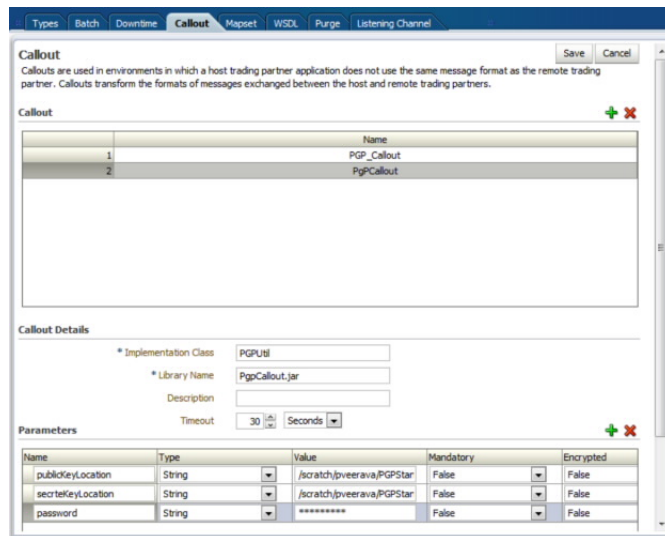 Types Batch Downtime Callout Mapset WSDL Purge Listening Channel
Callout Save Cancel
Callouts are used in environments in which a host trading partner application does not use the same message format as the remote trading
partner. Callouts transform the formats of messages exchanged between the host and remote trading partners.
Callout
Name
1 PGP_Callout
2 PgPCallout
Callout Details
* Implementation Class PGPUtil
* Library Name PgpCallout.jar
Description
Timeout 30 Seconds
Parameters
Name Type Value Mandatory Encrypted
publicKeyLocation String /scratch/pveerava/PGPStar False False
secrteKeyLocation String /scratch/pveerava/PGPStar False False
password String ********* False False